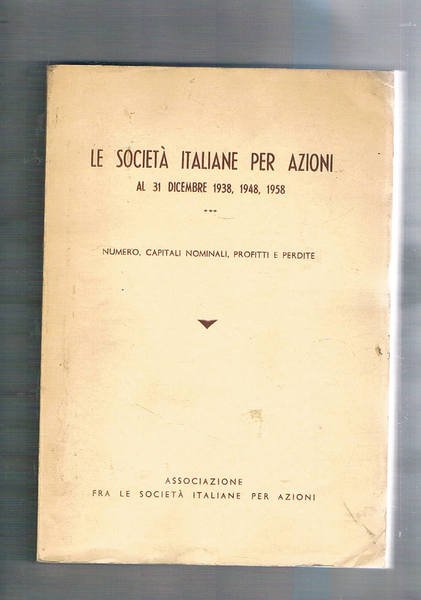 LE SOCIETÀ ITALIANE PER AZIONI
AL 31 DICEMBRE 1938, 1948, 1958
NUMERO, CAPITALI NOMINALI, PROFITTI E PERDITE
ASSOCIAZIONE
FRA LE SOCIETÀ ITALIANE PER AZIONI